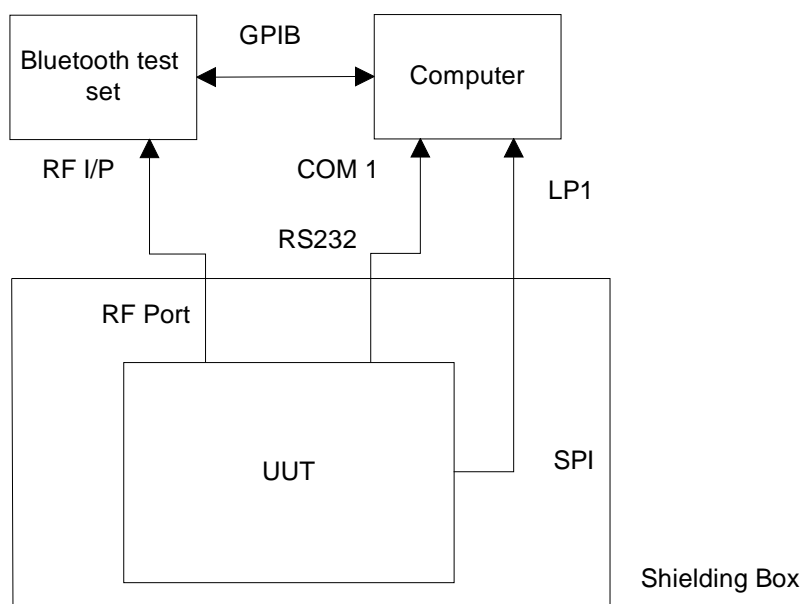 GPIB
Bluetooth test
set
Computer
RF I/P
COM 1
LP1
RS232
RF Port
UUT
SPI
Shielding Box